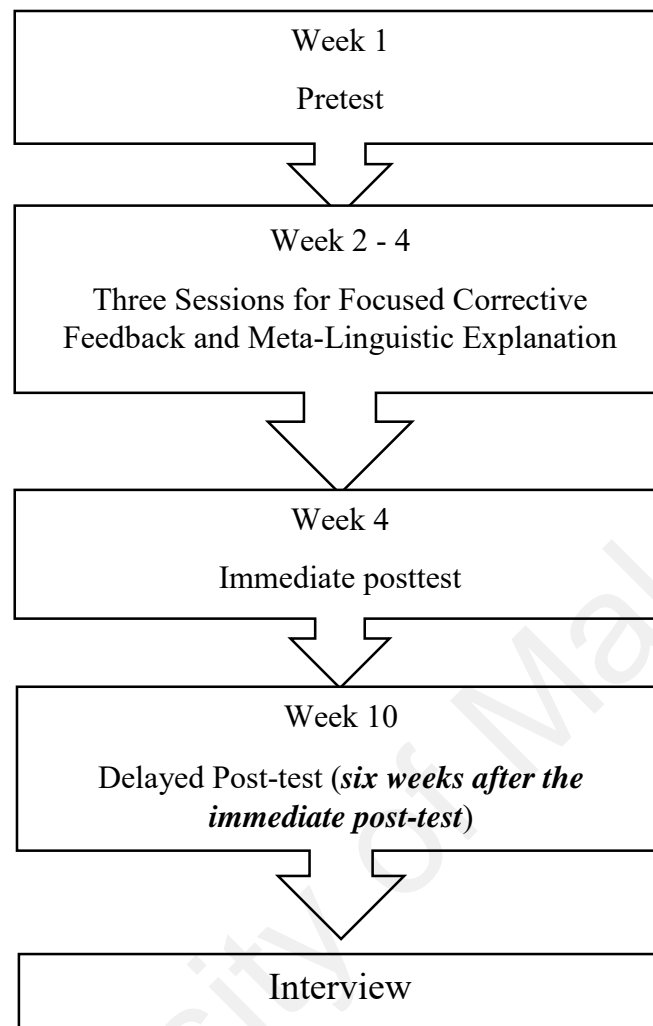 Week 1
Pretest
Week 2 - 4
Three Sessions for Focused Corrective
Feedback and Meta-Linguistic Explanation
Week 4
Immediate posttest
Week 10
Delayed Post-test (six weeks after the
immediate post-test)
Interview